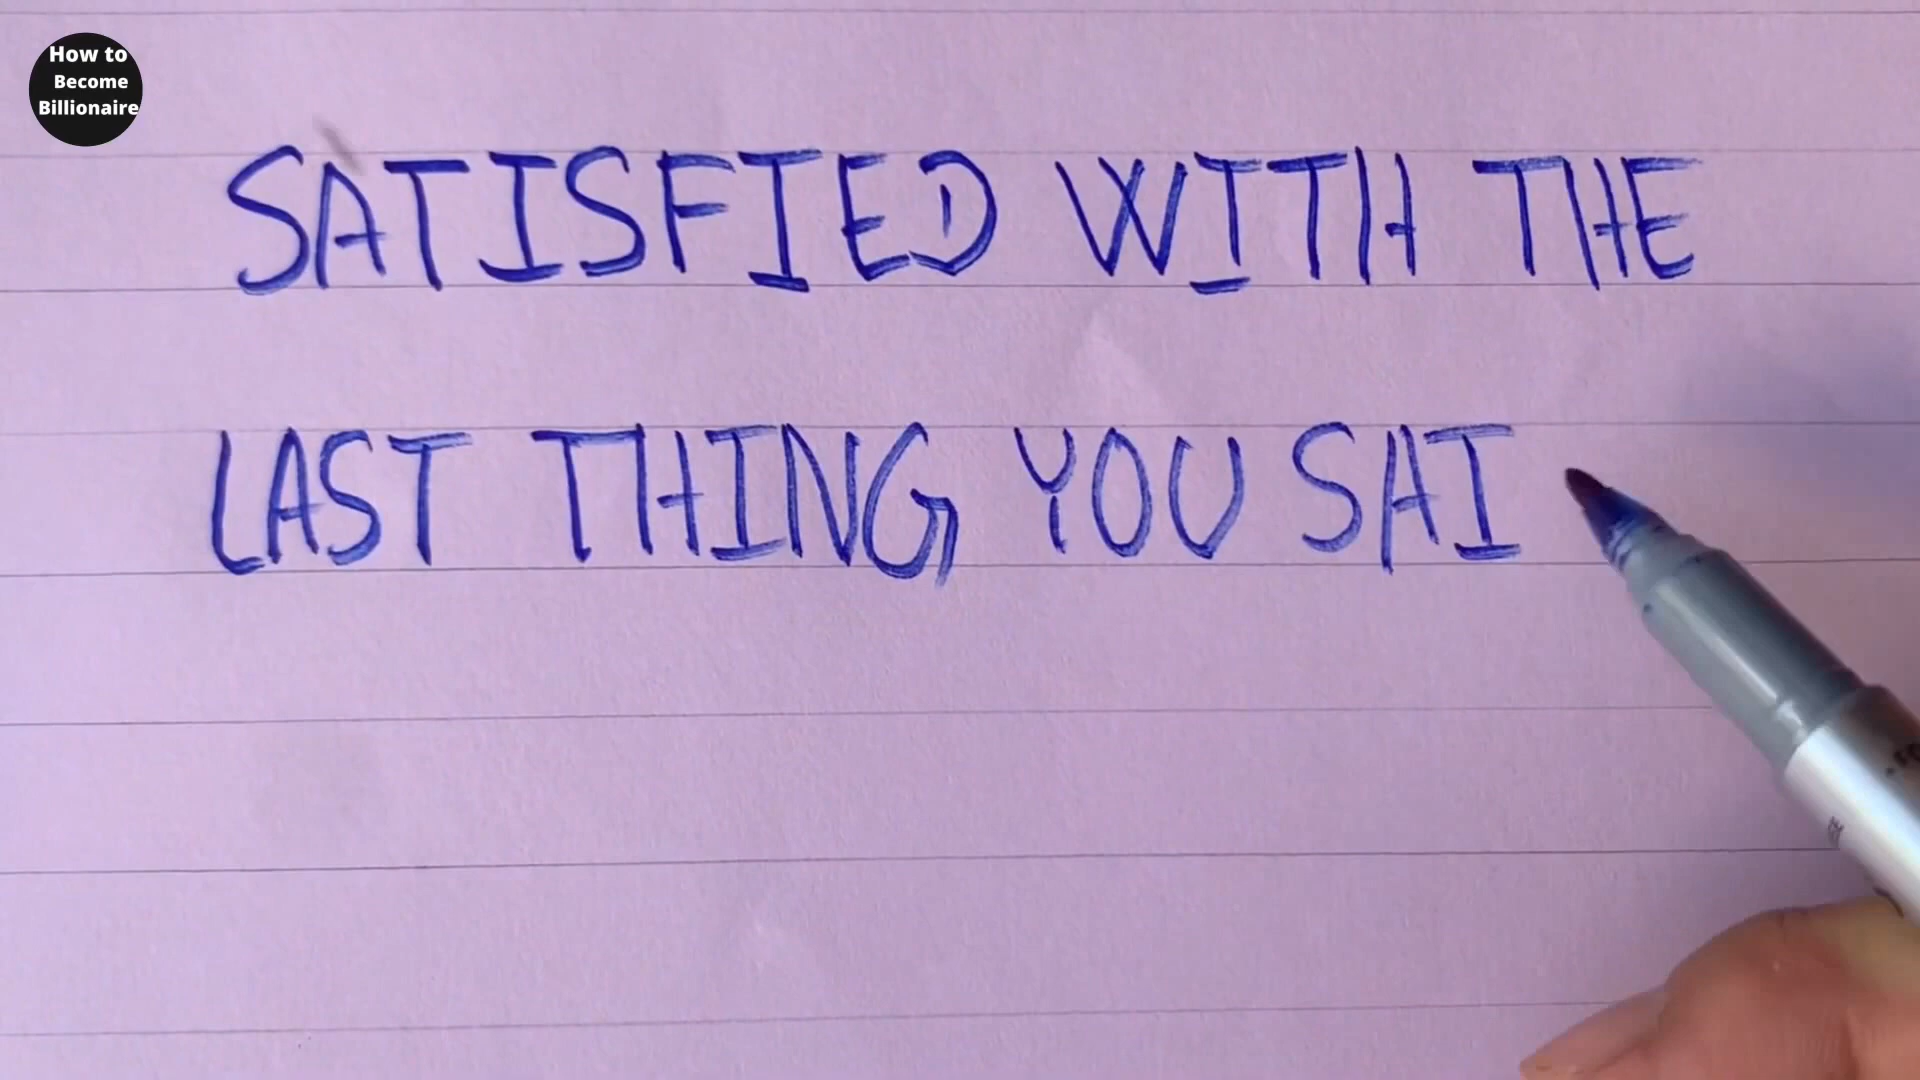 How to
Become
Billionaire
SATISFIED WITH THE
LAST THING YOU SAI